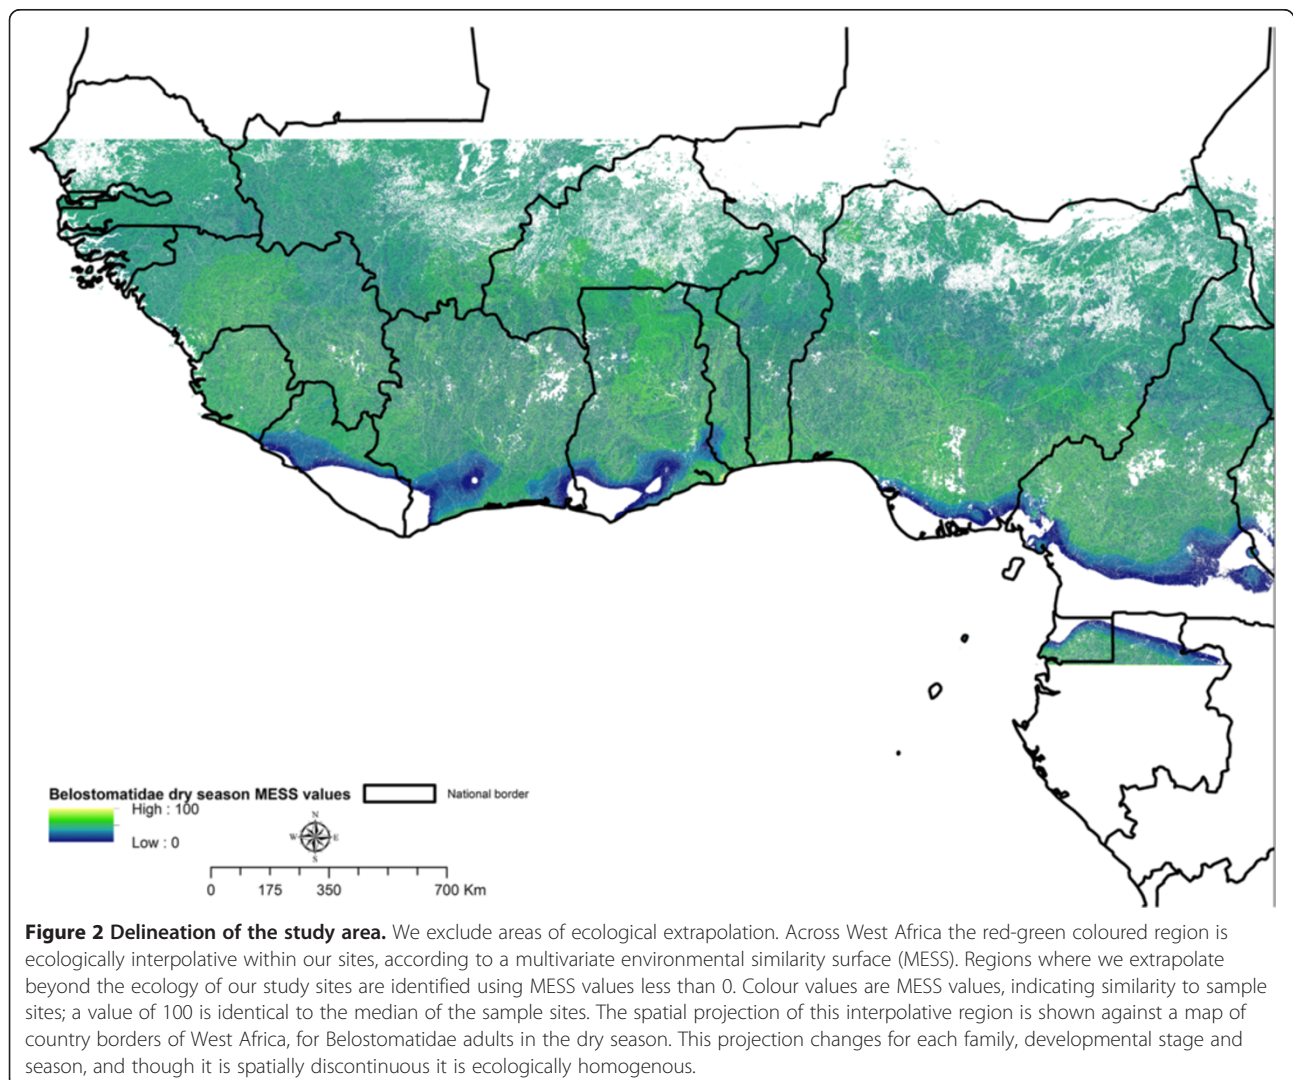 Belostomatidae dry season MESS values
National border
High : 100
Low : 0
N
W E
S
0 175 350 700 Km
Figure 2 Delineation of the study area. We exclude areas of ecological extrapolation. Across West Africa the red-green coloured region is
ecologically interpolative within our sites, according to a multivariate environmental similarity surface (MESS). Regions where we extrapolate
beyond the ecology of our study sites are identified using MESS values less than 0. Colour values are MESS values, indicating similarity to sample
sites; a value of 100 is identical to the median of the sample sites. The spatial projection of this interpolative region is shown against a map of
country borders of West Africa, for Belostomatidae adults in the dry season. This projection changes for each family, developmental stage and
season, and though it is spatially discontinuous it is ecologically homogenous.